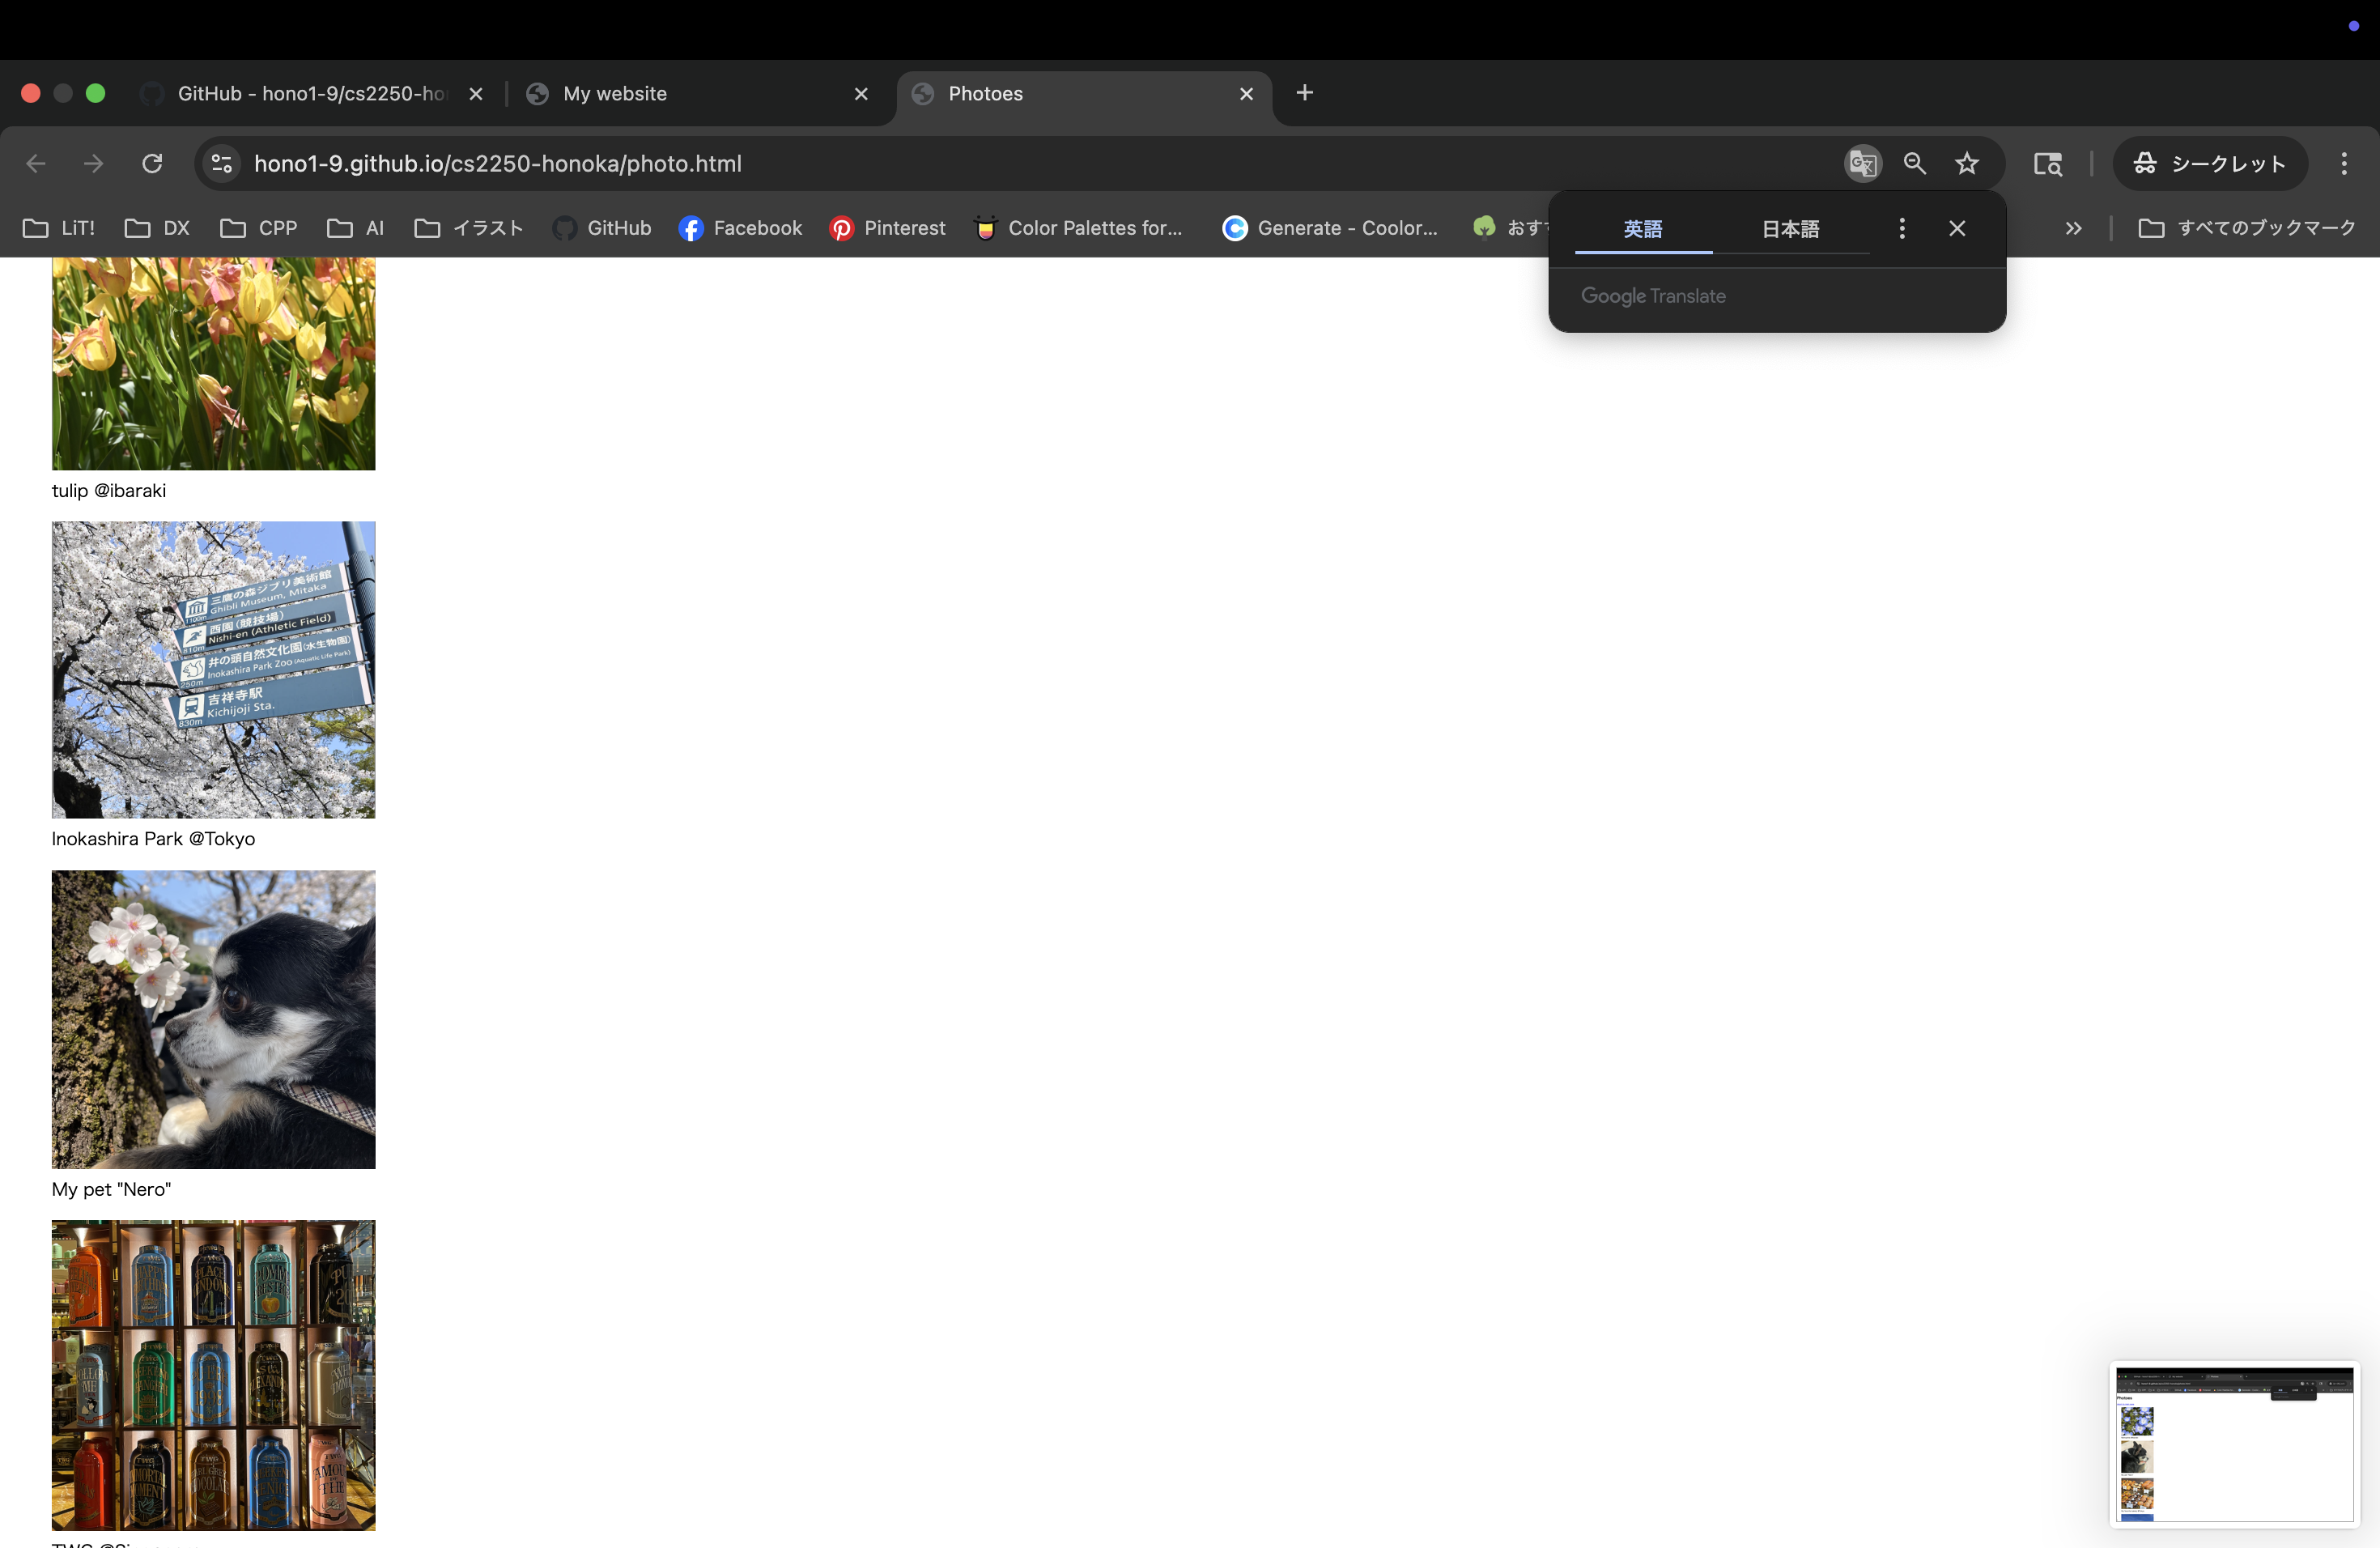 GitHub - hono1-9/cs2250-ho
My website
Photoes
hono1-9.github.io/cs2250-honoka/photo.html
シークレット
LiT!
DX
CPP
AI
イラスト
GitHub
Facebook
Pinterest
Color Palettes for...
Generate - Coolor...
おす
すべてのブックマーク
英語
日本語
Google Translate
tulip @ibaraki
三鷹の森ジブリ美術館
Ghibli Museum, Mitaka
1100m
西園(競技場)
Nishi-en (Athletic Field)
810m
井の頭自然文化園(水生物園)
Inokashira Park Zoo (Aquatic Life Park)
250m
吉祥寺駅
Kichijoji Sta.
830m
Inokashira Park @Tokyo
My pet "Nero"